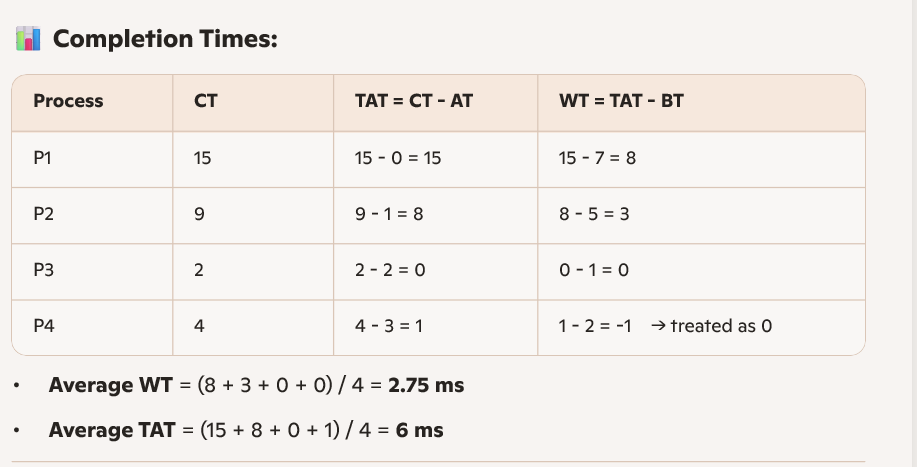 Completion Times:
Process CT TAT = CT - AT WT = TAT - BT
P1 15 15 - 0 = 15 15 - 7 = 8
P2 9 9 - 1 = 8 8 - 5 = 3
P3 2 2 - 2 = 0 0 - 1 = 0
P4 4 4 - 3 = 1 1 - 2 = -1 → treated as 0
• Average WT = (8 + 3 + 0 + 0) / 4 = 2.75 ms
• Average TAT = (15 + 8 + 0 + 1) / 4 = 6 ms